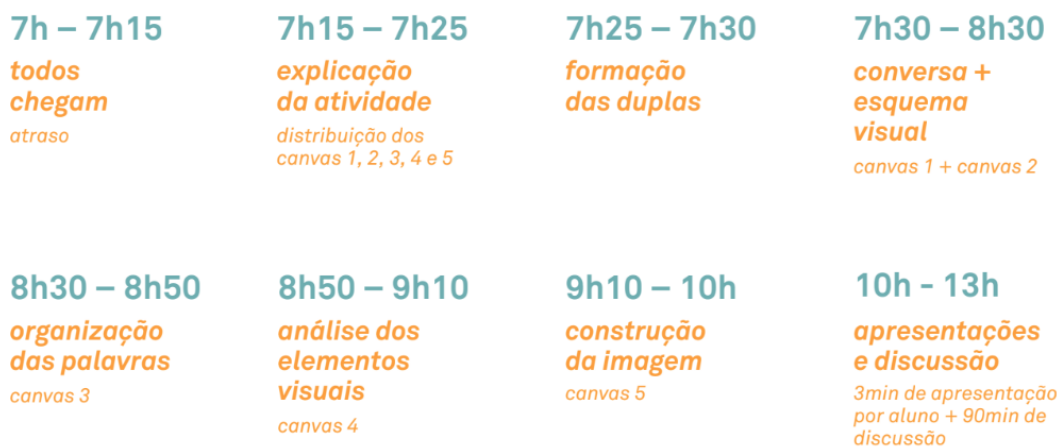 7h – 7h15
todos
chegam
atraso
7h15 – 7h25
explicação
da atividade
distribuição dos
canvas 1, 2, 3, 4 e 5
7h25 – 7h30
formação
das duplas
7h30 – 8h30
conversa +
esquema
visual
canvas 1 + canvas 2
8h30 – 8h50
organização
das palavras
canvas 3
8h50 – 9h10
análise dos
elementos
visuais
canvas 4
9h10 – 10h
construção
da imagem
canvas 5
10h - 13h
apresentações
e discussão
3min de apresentação
por aluno + 90min de
discussão